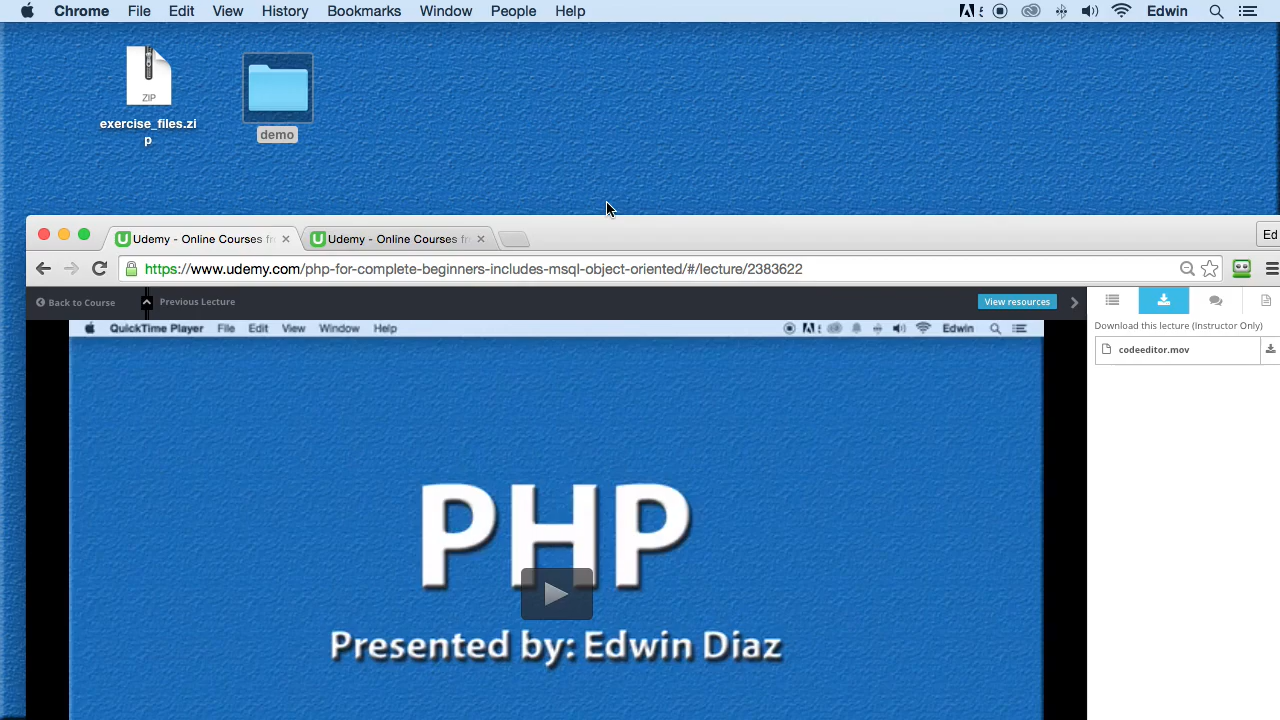 Chrome File Edit View History Bookmarks Window People Help Edwin
ZIP
exercise_files.zi
p
demo
Udemy - Online Courses fr Udemy - Online Courses fr
Ed
https://www.udemy.com/php-for-complete-beginners-includes-msql-object-oriented/#/lecture/2383622
Back to Course Previous Lecture View resources
Download this lecture (Instructor Only)
codeeditor.mov
QuickTime Player File Edit View Window Help Edwin
PHP
Presented by: Edwin Diaz